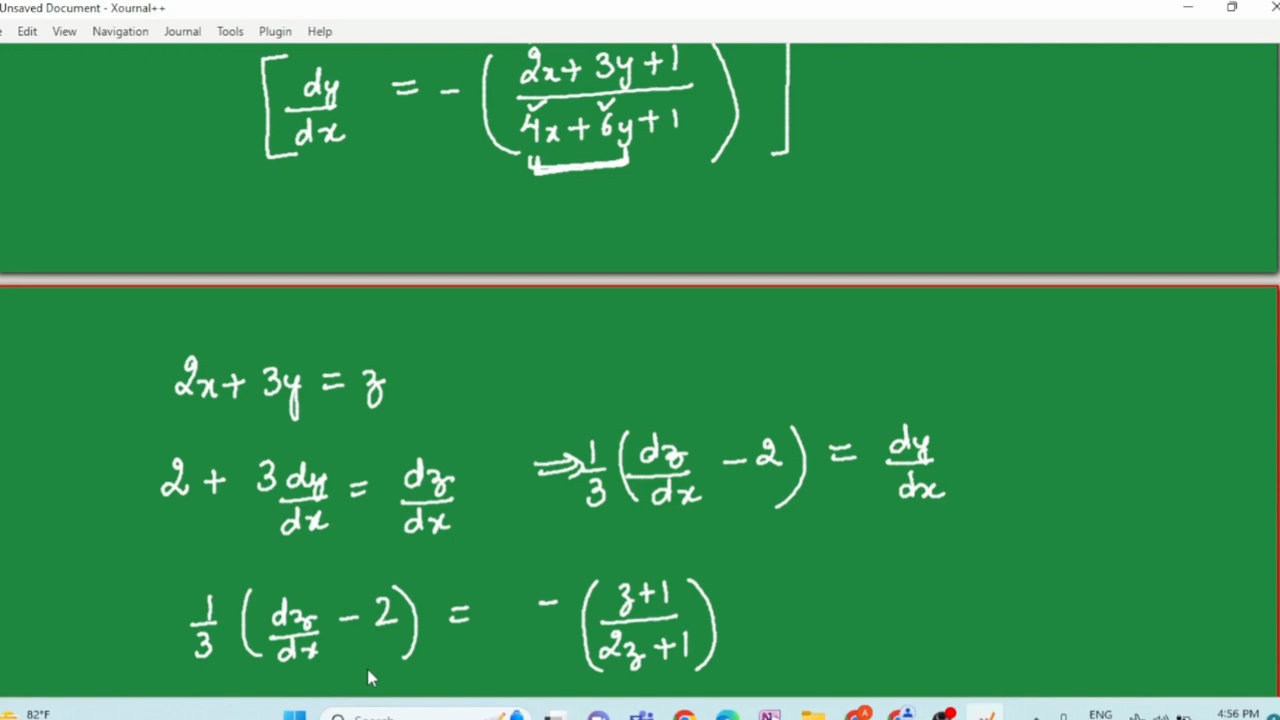 Unsaved Document - Xournal++
Edit View Navigation Journal Tools Plugin Help
[dy/dx = - ((2x + 3y + 1)/(4x + 6y + 1))]
2x + 3y = z
2 + 3 dy/dx = dz/dx ⇒ 1/3 (dz/dx - 2) = dy/dx
1/3 (dz/dx - 2) = - ((z + 1)/(2z + 1))
82°F Search ENG 4:56 PM